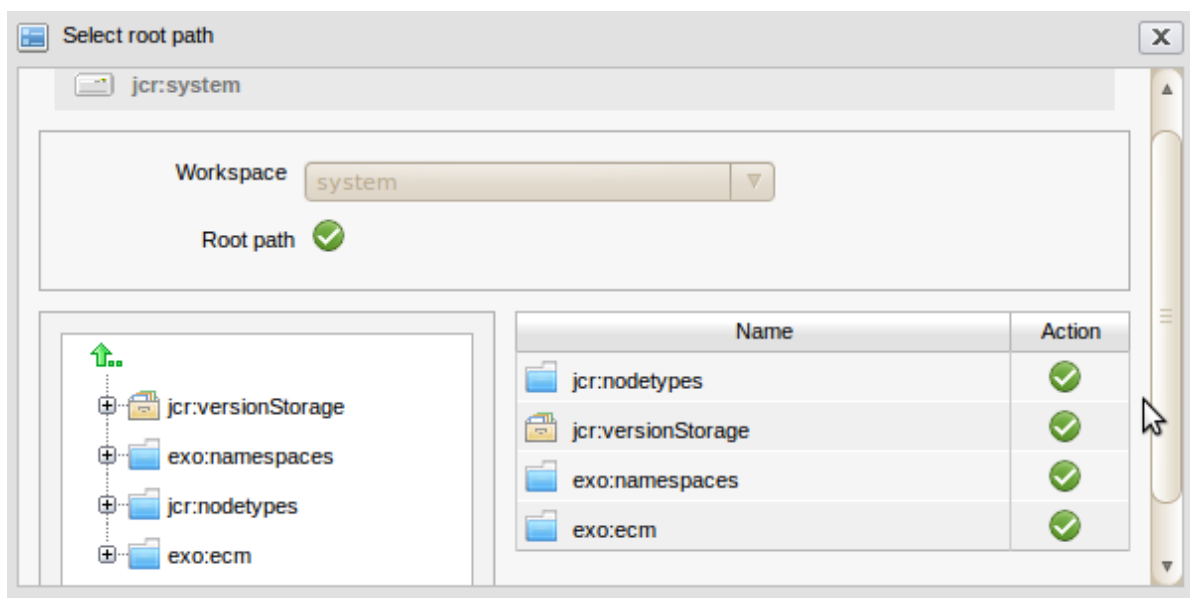 Select root path
X
jcr:system
Workspace
system
Root path
jcr:versionStorage
exo:namespaces
jcr:nodetypes
exo:ecm
Name Action
jcr:nodetypes
jcr:versionStorage
exo:namespaces
exo:ecm